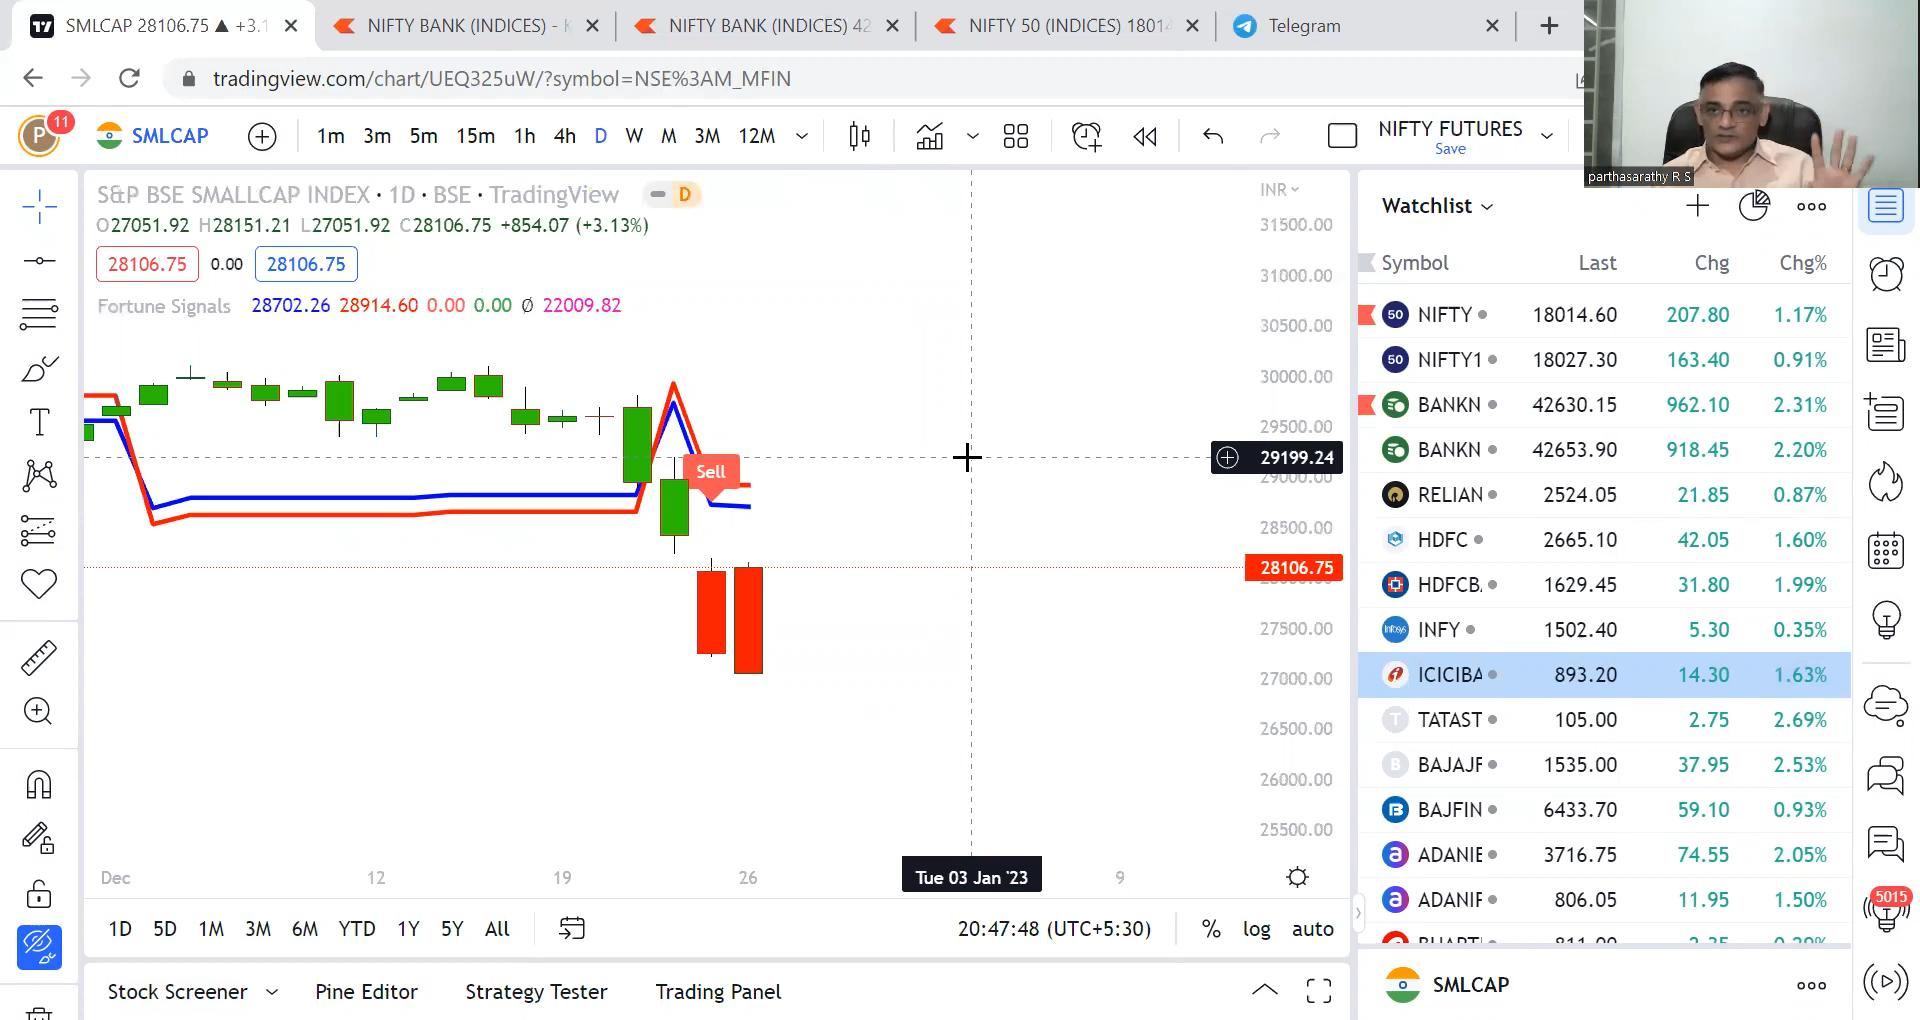 SMLCAP 28106.75 ▲ +3.1
NIFTY BANK (INDICES) - K
NIFTY BANK (INDICES) 42
NIFTY 50 (INDICES) 18014
Telegram
tradingview.com/chart/UEQ325uW/?symbol=NSE%3AM_MFIN
P
11
SMLCAP
1m 3m 5m 15m 1h 4h D W M 3M 12M
NIFTY FUTURES
Save
parthasarathy R S
S&P BSE SMALLCAP INDEX · 1D · BSE · TradingView
D
O27051.92 H28151.21 L27051.92 C28106.75 +854.07 (+3.13%)
28106.75 0.00 28106.75
Fortune Signals 28702.26 28914.60 0.00 0.00 Ø 22009.82
Sell
INR
31500.00
31000.00
30500.00
30000.00
29500.00
29199.24
29000.00
28500.00
28106.75
27500.00
27000.00
26500.00
26000.00
25500.00
Dec 12 19 26 Tue 03 Jan '23 9
1D 5D 1M 3M 6M YTD 1Y 5Y All
20:47:48 (UTC+5:30) % log auto
Stock Screener Pine Editor Strategy Tester Trading Panel
Watchlist
Symbol Last Chg Chg%
50 NIFTY 18014.60 207.80 1.17%
50 NIFTY1 18027.30 163.40 0.91%
BANKN 42630.15 962.10 2.31%
BANKN 42653.90 918.45 2.20%
RELIAN 2524.05 21.85 0.87%
HDFC 2665.10 42.05 1.60%
HDFCB 1629.45 31.80 1.99%
Infosys INFY 1502.40 5.30 0.35%
ICICIBA 893.20 14.30 1.63%
T TATAST 105.00 2.75 2.69%
B BAJAJF 1535.00 37.95 2.53%
B BAJFIN 6433.70 59.10 0.93%
a ADANIE 3716.75 74.55 2.05%
a ADANIF 806.05 11.95 1.50%
SMLCAP
5015